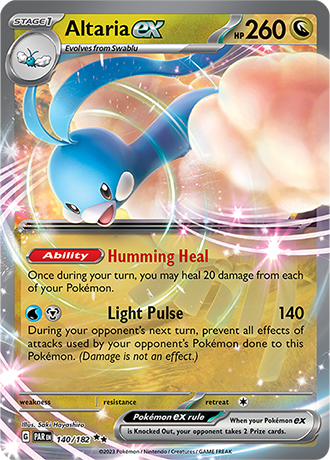 STAGE 1
Altaria ex HP 260
Evolves from Swablu
Ability Humming Heal
Once during your turn, you may heal 20 damage from each
of your Pokémon.
Light Pulse 140
During your opponent's next turn, prevent all effects of
attacks used by your opponent's Pokémon done to this
Pokémon. (Damage is not an effect.)
weakness resistance retreat
Illus. Saki Hayashiro
Pokémon ex rule
When your Pokémon ex
is Knocked Out, your opponent takes 2 Prize cards.
G PAR EN 140/182
©2023 Pokémon / Nintendo / Creatures / GAME FREAK